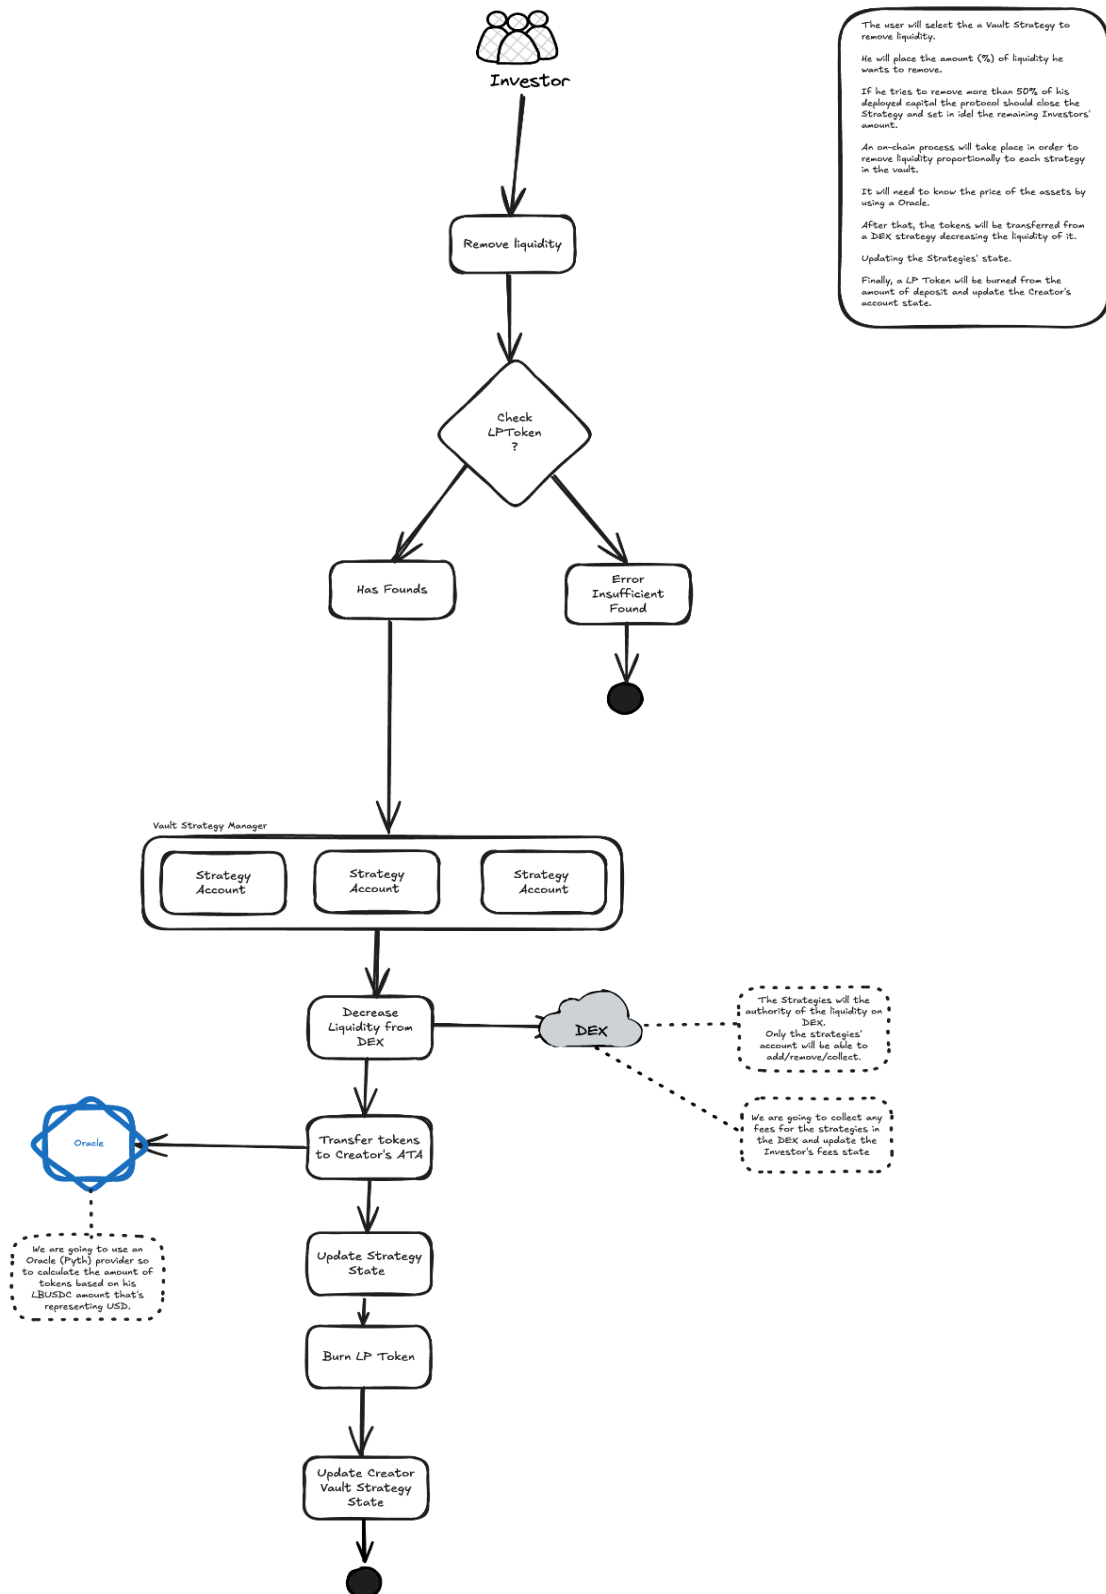 Investor
The user will select the a Vault Strategy to
remove liquidity.
He will place the amount (%) of liquidity he
wants to remove.
If he tries to remove more than 50% of his
deployed capital the protocol should close the
Strategy and set in idel the remaining Investors'
amount.
An on-chain process will take place in order to
remove liquidity proportionally to each strategy
in the vault.
It will need to know the price of the assets by
using a Oracle.
After that, the tokens will be transferred from
a DEX strategy decreasing the liquidity of it.
Updating the Strategies' state.
Finally, a LP Token will be burned from the
amount of deposit and update the Creator's
account state.
Remove liquidity
Check
LPToken
?
Has Founds
Error
Insufficient
Found
Vault Strategy Manager
Strategy
Account
Strategy
Account
Strategy
Account
Decrease
Liquidity from
DEX
DEX
The Strategies will the
authority of the liquidity on
DEX.
Only the strategies'
account will be able to
add/remove/collect.
We are going to collect any
fees for the strategies in
the DEX and update the
Investor's fees state
Transfer tokens
to Creator's ATA
Oracle
We are going to use an
Oracle (Pyth) provider so
to calculate the amount of
tokens based on his
LBUSDC amount that's
representing USD.
Update Strategy
State
Burn LP Token
Update Creator
Vault Strategy
State